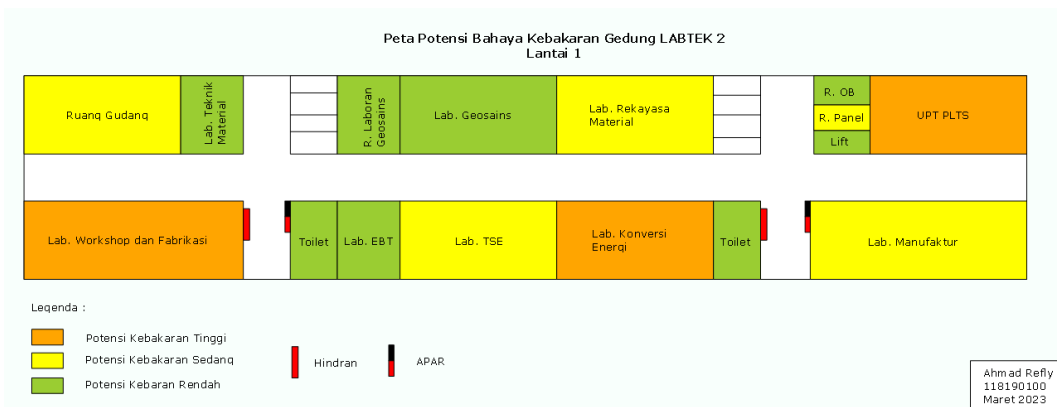 Peta Potensi Bahaya Kebakaran Gedung LABTEK 2
Lantai 1
Ruang Gudang
Lab. Teknik
Material
R. Laboran
Geosains
Lab. Geosains
Lab. Rekayasa
Material
R. OB
R. Panel
Lift
UPT PLTS
Lab. Workshop dan Fabrikasi
Toilet
Lab. EBT
Lab. TSE
Lab. Konversi
Energi
Toilet
Lab. Manufaktur
Legenda :
Potensi Kebakaran Tinggi
Potensi Kebakaran Sedang
Potensi Kebaran Rendah
Hindran
APAR
Ahmad Refly
118190100
Maret 2023